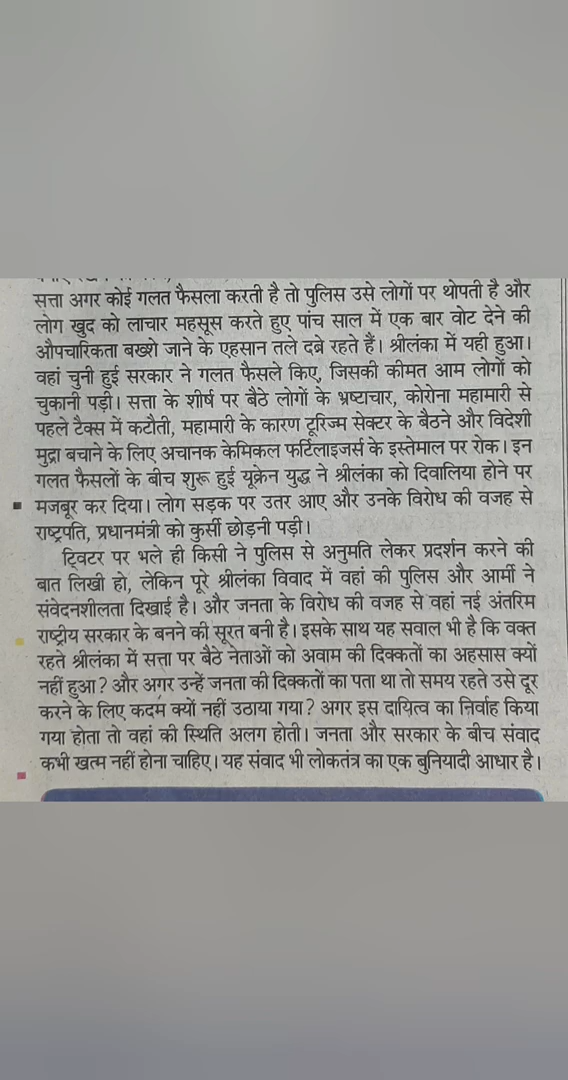 सत्ता अगर कोई गलत फैसला करती है तो पुलिस उसे लोगों पर थोपती है और
लोग खुद को लाचार महसूस करते हुए पांच साल में एक बार वोट देने की
औपचारिकता बख्शे जाने के एहसान तले दबे रहते हैं। श्रीलंका में यही हुआ।
वहां चुनी हुई सरकार ने गलत फैसले किए, जिसकी कीमत आम लोगों को
चुकानी पड़ी। सत्ता के शीर्ष पर बैठे लोगों के भ्रष्टाचार, कोरोना महामारी से
पहले टैक्स में कटौती, महामारी के कारण टूरिज्म सेक्टर के बैठने और विदेशी
मुद्रा बचाने के लिए अचानक केमिकल फर्टिलाइजर्स के इस्तेमाल पर रोक। इन
गलत फैसलों के बीच शुरू हुई यूक्रेन युद्ध ने श्रीलंका को दिवालिया होने पर
मजबूर कर दिया। लोग सड़क पर उतर आए और उनके विरोध की वजह से
राष्ट्रपति, प्रधानमंत्री को कुर्सी छोड़नी पड़ी।
ट्विटर पर भले ही किसी ने पुलिस से अनुमति लेकर प्रदर्शन करने की
बात लिखी हो, लेकिन पूरे श्रीलंका विवाद में वहां की पुलिस और आर्मी ने
संवेदनशीलता दिखाई है। और जनता के विरोध की वजह से वहां नई अंतरिम
राष्ट्रीय सरकार के बनने की सूरत बनी है। इसके साथ यह सवाल भी है कि वक्त
रहते श्रीलंका में सत्ता पर बैठे नेताओं को अवाम की दिक्कतों का अहसास क्यों
नहीं हुआ? और अगर उन्हें जनता की दिक्कतों का पता था तो समय रहते उसे दूर
करने के लिए कदम क्यों नहीं उठाया गया? अगर इस दायित्व का निर्वाह किया
गया होता तो वहां की स्थिति अलग होती। जनता और सरकार के बीच संवाद
कभी खत्म नहीं होना चाहिए। यह संवाद भी लोकतंत्र का एक बुनियादी आधार है।